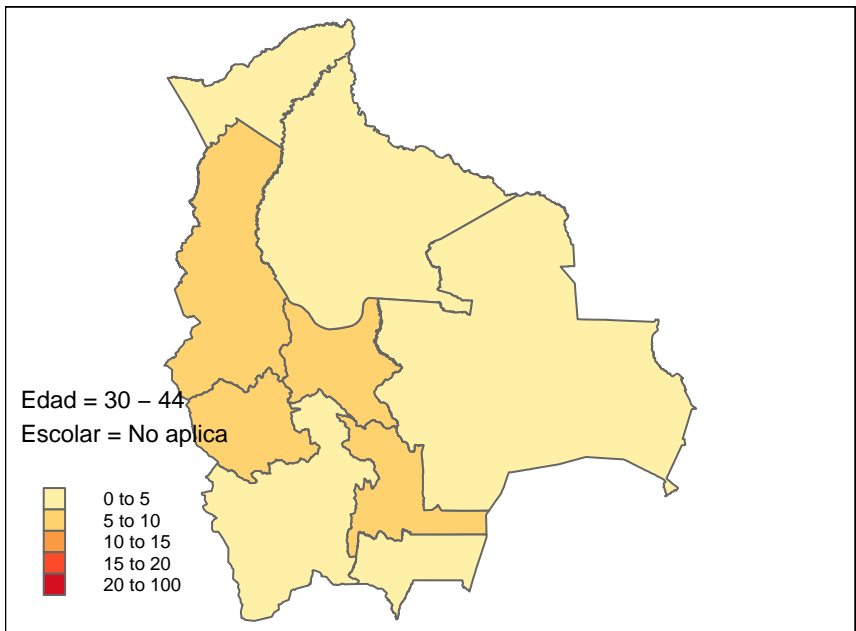 Edad = 30 – 44
Escolar = No aplica
0 to 5
5 to 10
10 to 15
15 to 20
20 to 100